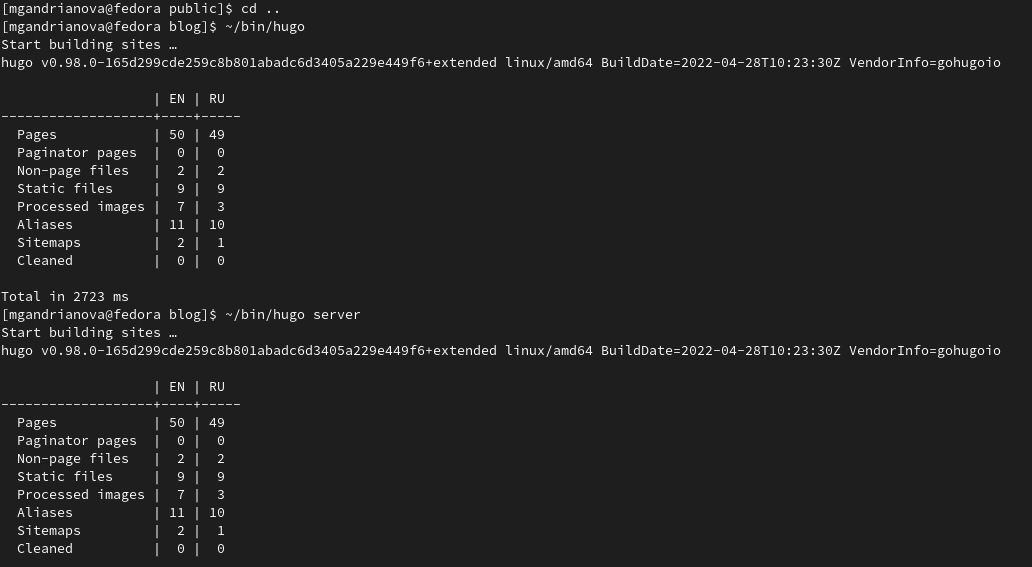 [mgandrianova@fedora public]$ cd ..
[mgandrianova@fedora blog]$ ~/bin/hugo
Start building sites …
hugo v0.98.0-165d299cde259c8b801abadc6d3405a229e449f6+extended linux/amd64 BuildDate=2022-04-28T10:23:30Z VendorInfo=gohugoio
                   | EN | RU
-------------------+----+-----
  Pages            | 50 | 49
  Paginator pages  |  0 |  0
  Non-page files   |  2 |  2
  Static files     |  9 |  9
  Processed images |  7 |  3
  Aliases          | 11 | 10
  Sitemaps         |  2 |  1
  Cleaned          |  0 |  0
Total in 2723 ms
[mgandrianova@fedora blog]$ ~/bin/hugo server
Start building sites …
hugo v0.98.0-165d299cde259c8b801abadc6d3405a229e449f6+extended linux/amd64 BuildDate=2022-04-28T10:23:30Z VendorInfo=gohugoio
                   | EN | RU
-------------------+----+-----
  Pages            | 50 | 49
  Paginator pages  |  0 |  0
  Non-page files   |  2 |  2
  Static files     |  9 |  9
  Processed images |  7 |  3
  Aliases          | 11 | 10
  Sitemaps         |  2 |  1
  Cleaned          |  0 |  0